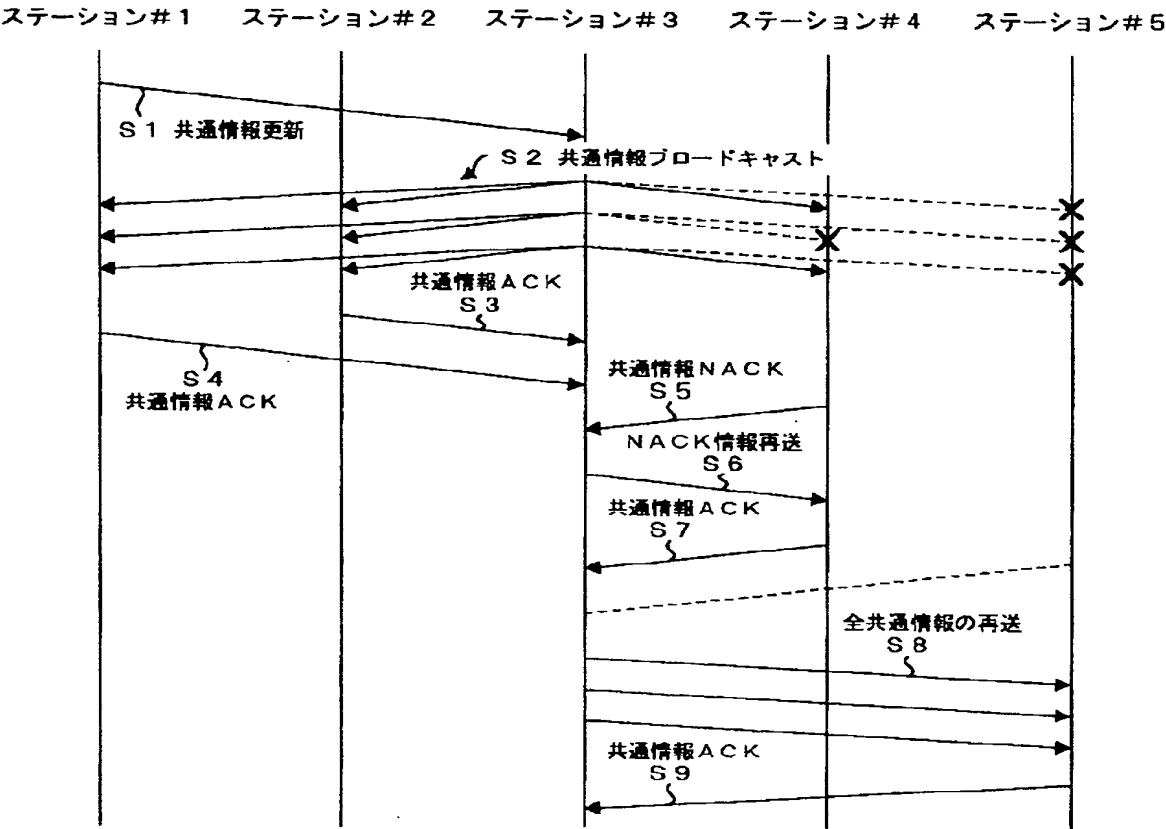 ステーション#1 ステーション#2 ステーション#3 ステーション#4 ステーション#5
S1 共通情報更新
S2 共通情報ブロードキャスト
共通情報ACK
S3
S4
共通情報ACK
共通情報NACK
S5
NACK情報再送
S6
共通情報ACK
S7
全共通情報の再送
S8
共通情報ACK
S9